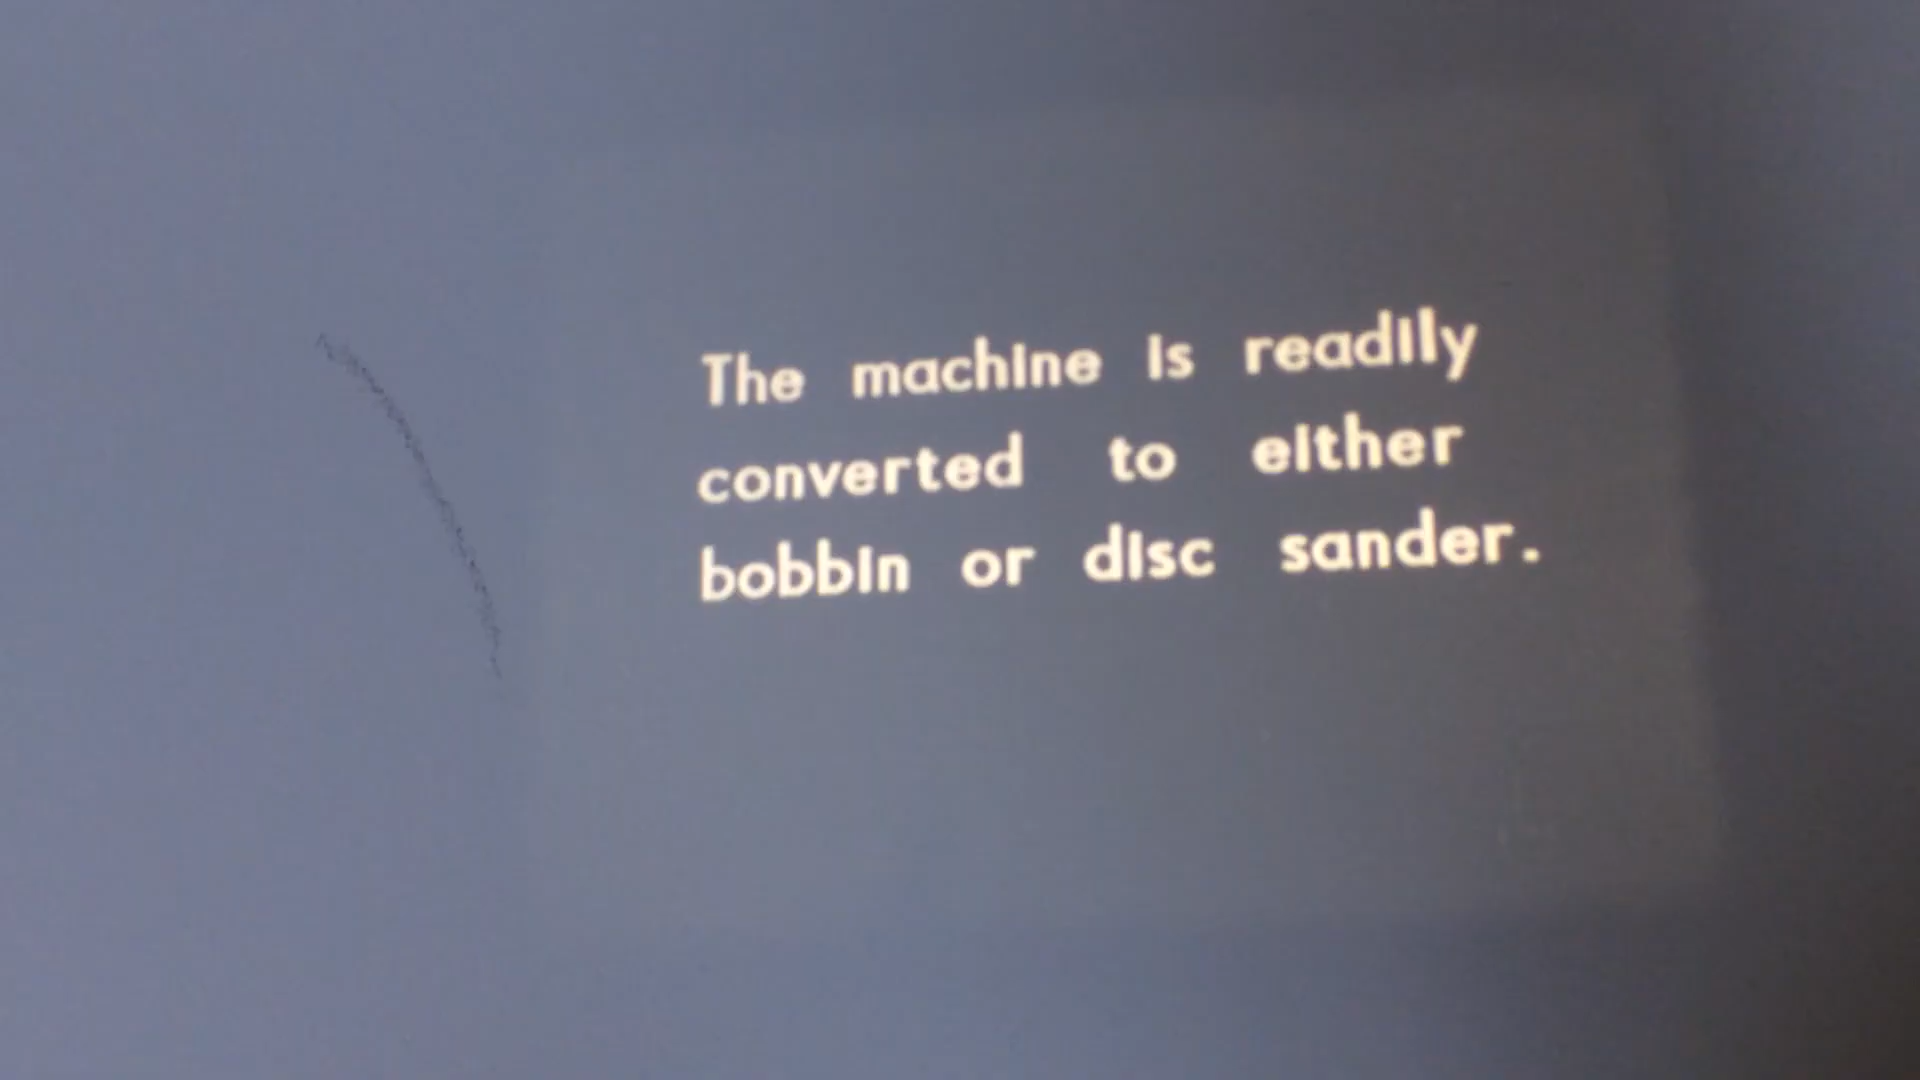 The machine is readily
converted to either
bobbin or disc sander.